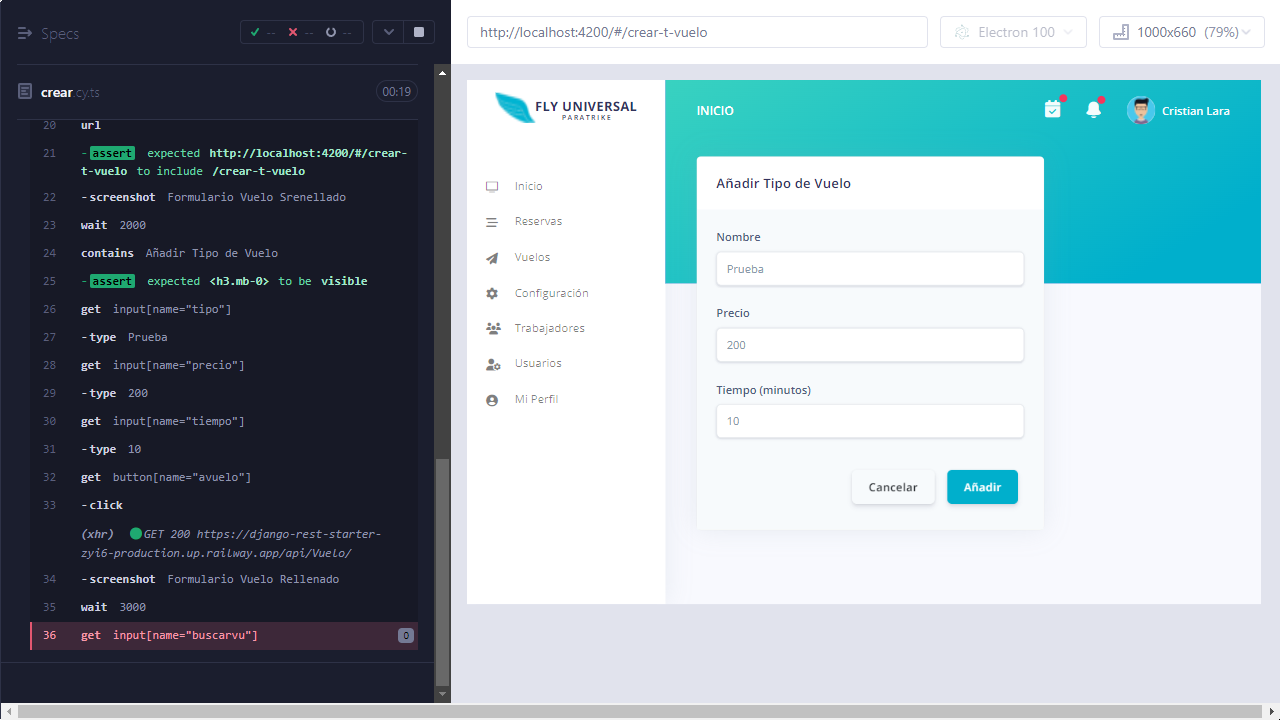 Specs
--
--
--
crear.cy.ts
00:19
20 url
21 -assert expected http://localhost:4200/#/crear-
t-vuelo to include /crear-t-vuelo
22 -screenshot Formulario Vuelo Srenellado
23 wait 2000
24 contains Añadir Tipo de Vuelo
25 -assert expected <h3.mb-0> to be visible
26 get input[name="tipo"]
27 -type Prueba
28 get input[name="precio"]
29 -type 200
30 get input[name="tiempo"]
31 -type 10
32 get button[name="avuelo"]
33 -click
(xhr) GET 200 https://django-rest-starter-
zyi6-production.up.railway.app/api/Vuelo/
34 -screenshot Formulario Vuelo Rellenado
35 wait 3000
36 get input[name="buscarvu"] 0
http://localhost:4200/#/crear-t-vuelo
Electron 100
1000x660 (79%)
FLY UNIVERSAL
PARATRIKE
Inicio
Reservas
Vuelos
Configuración
Trabajadores
Usuarios
Mi Perfil
INICIO
Cristian Lara
Añadir Tipo de Vuelo
Nombre
Prueba
Precio
200
Tiempo (minutos)
10
Cancelar
Añadir